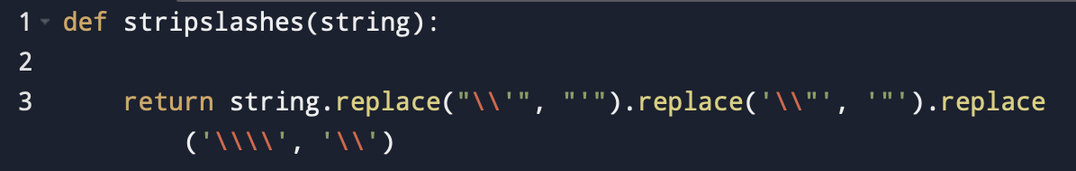 1 def stripslashes(string):
2
3 return string.replace("\\'", "'").replace('\\"', '"').replace
('\\\\', '\\')